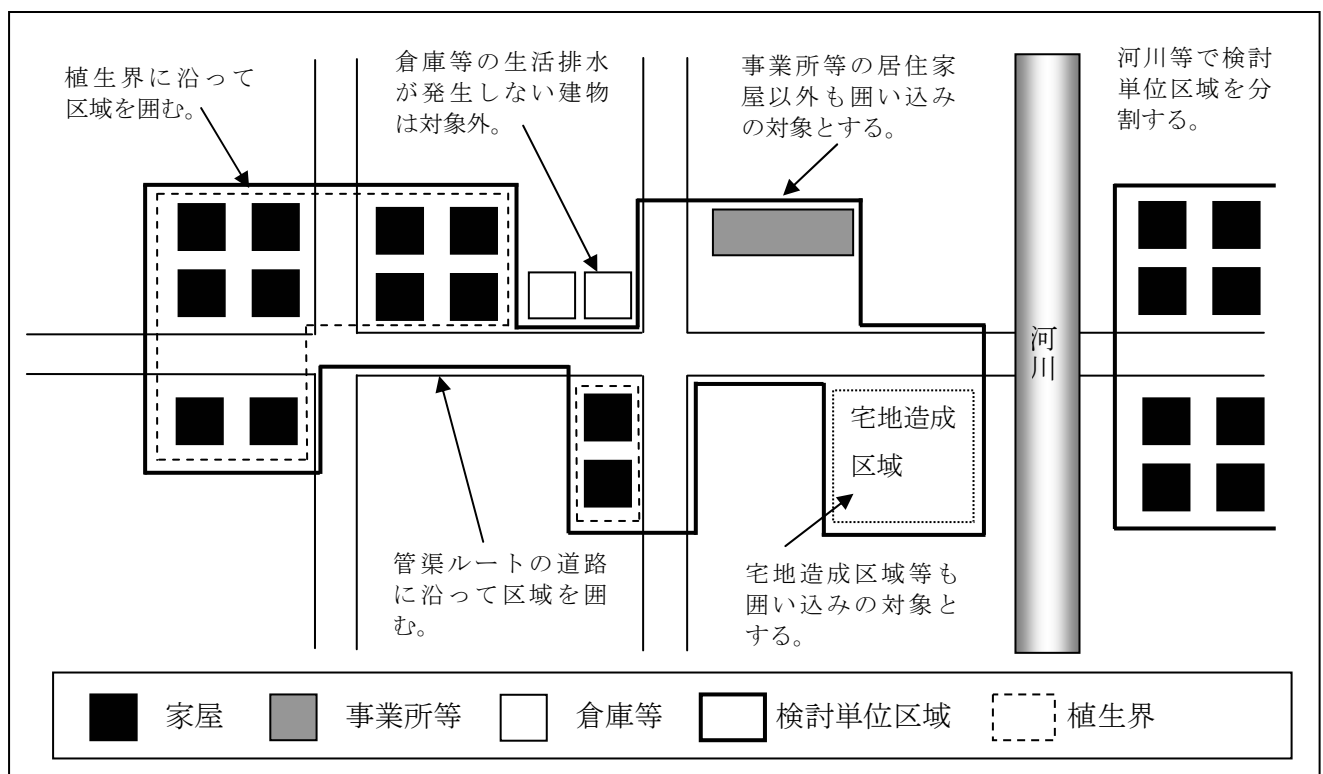 植生界に沿って
区域を囲む。
倉庫等の生活排水
が発生しない建物
は対象外。
事業所等の居住家
屋以外も囲い込み
の対象とする。
河川等で検討
単位区域を分
割する。
河川
宅地造成
区域
管渠ルートの道路
に沿って区域を囲
む。
宅地造成区域等も
囲い込みの対象と
する。
家屋
事業所等
倉庫等
検討単位区域
植生界